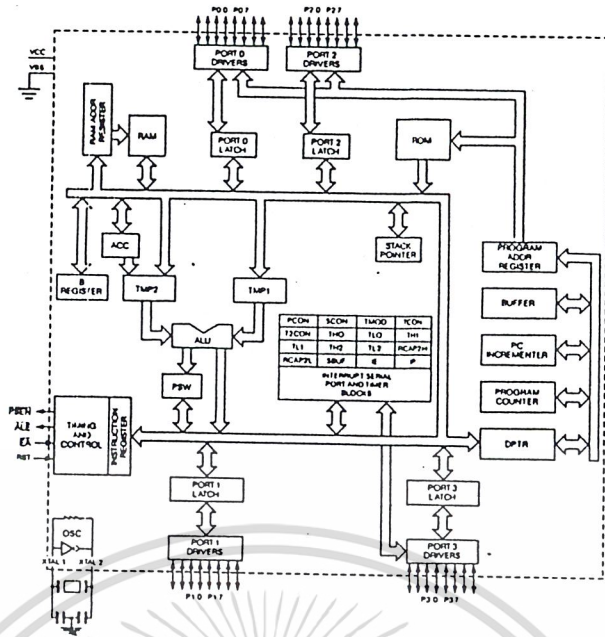 P0 0 P0 7
P2 0 P2 7
VCC
VSS
PORT 0
DRIVERS
PORT 2
DRIVERS
RAM ADDR
REGISTER
RAM
PORT 0
LATCH
PORT 2
LATCH
ROM
ACC
STACK
POINTER
PROGRAM
ADDR
REGISTER
B
REGISTER
TMP2
TMP1
BUFFER
ALU
PCON SCON TMOD TCON
T2CON TH0 TL0 TH1
TL1 TH2 TL2 RCAP2H
RCAP2L SBUF IE IP
INTERRUPT SERIAL
PORT AND TIMER
BLOCKS
PC
INCREMENTER
PSW
PROGRAM
COUNTER
PSEN
ALE
EA
RST
TIMING
AND
CONTROL
INSTRUCTION
REGISTER
DPTR
PORT 1
LATCH
PORT 3
LATCH
OSC
XTAL 1 XTAL 2
PORT 1
DRIVERS
PORT 3
DRIVERS
P1 0 P1 7
P3 0 P3 7